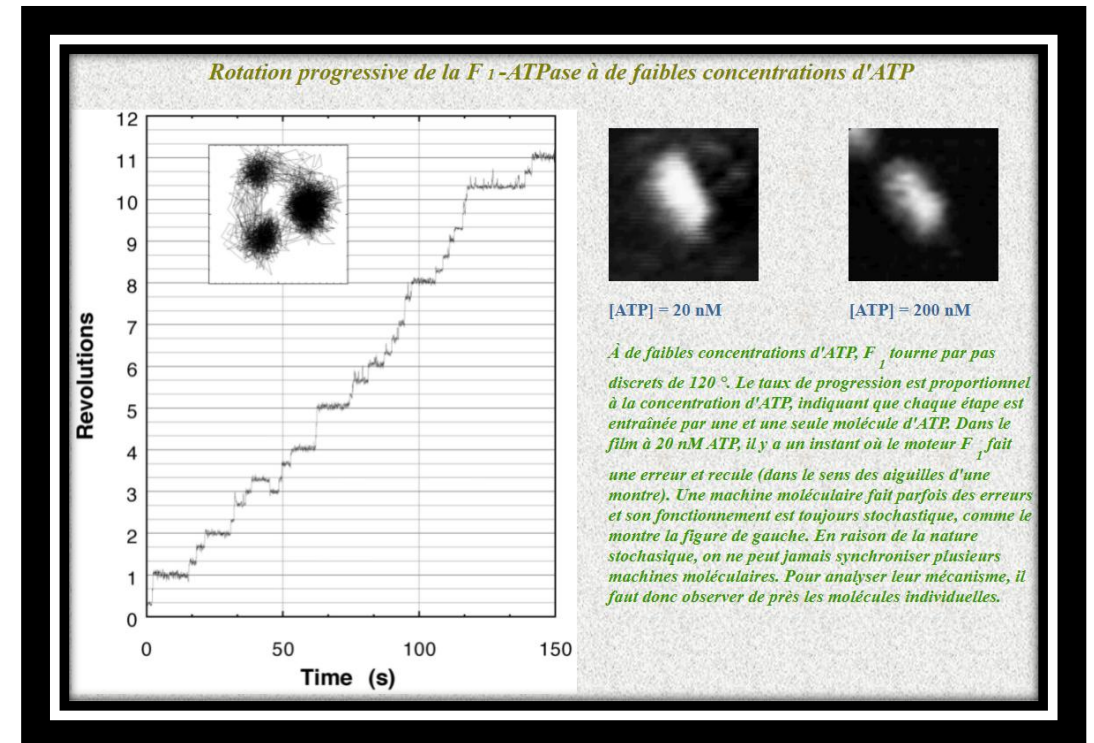 Rotation progressive de la F 1 -ATPase à de faibles concentrations d'ATP
12
11
10
9
8
7
6
5
4
3
2
1
0
Revolutions
0 50 100 150
Time (s)
[ATP] = 20 nM
[ATP] = 200 nM
À de faibles concentrations d'ATP, F 1 tourne par pas
discrets de 120 °. Le taux de progression est proportionnel
à la concentration d'ATP, indiquant que chaque étape est
entraînée par une et une seule molécule d'ATP. Dans le
film à 20 nM ATP, il y a un instant où le moteur F 1 fait
une erreur et recule (dans le sens des aiguilles d'une
montre). Une machine moléculaire fait parfois des erreurs
et son fonctionnement est toujours stochastique, comme le
montre la figure de gauche. En raison de la nature
stochasique, on ne peut jamais synchroniser plusieurs
machines moléculaires. Pour analyser leur mécanisme, il
faut donc observer de près les molécules individuelles.